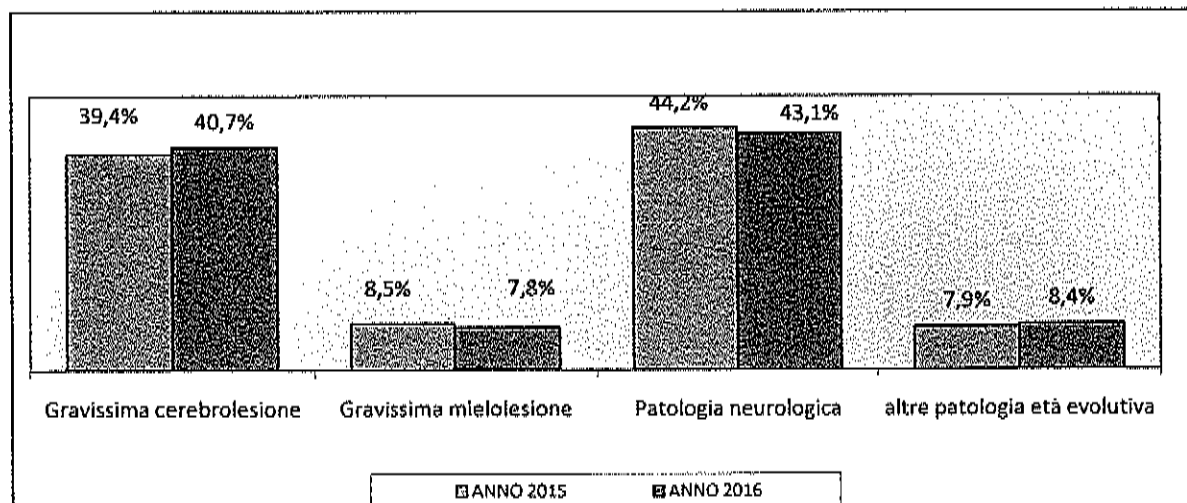 39,4% 40,7% 44,2% 43,1%
8,5% 7,8% 7,9% 8,4%
Gravissima cerebrolesione Gravissima mielolesione Patologia neurologica altre patologia età evolutiva
ANNO 2015 ANNO 2016